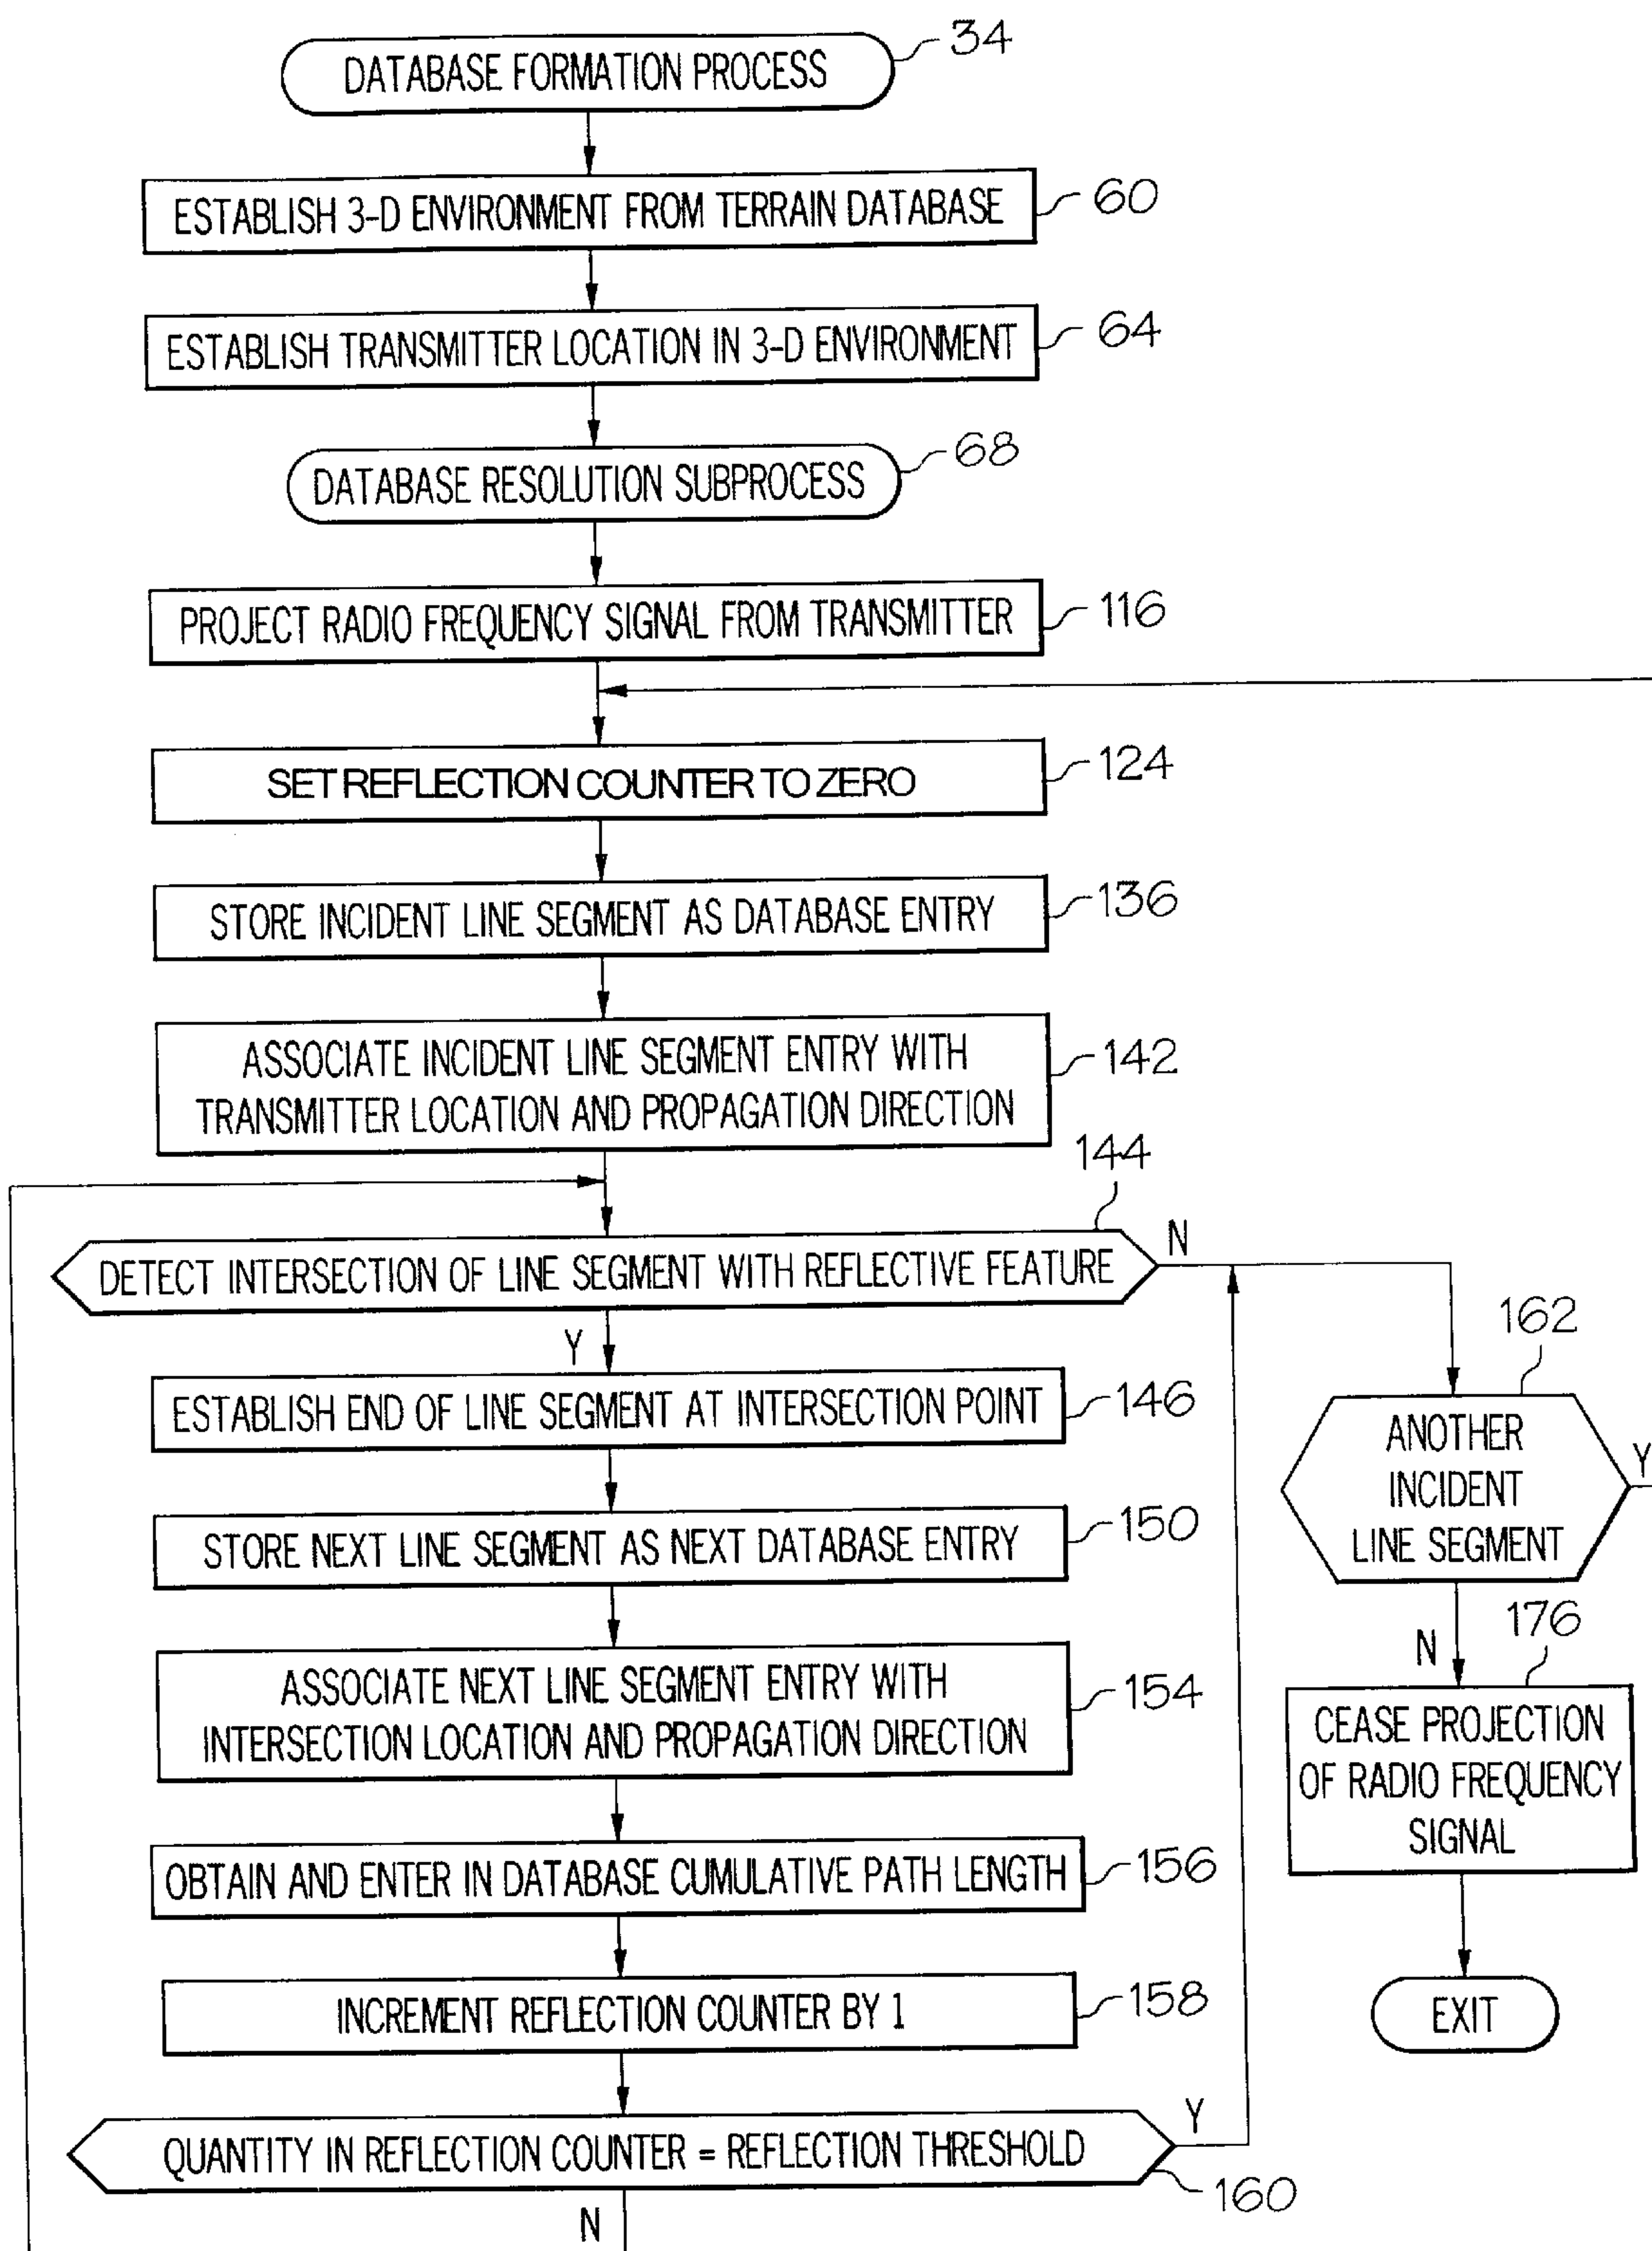 DATABASE FORMATION PROCESS
34
ESTABLISH 3-D ENVIRONMENT FROM TERRAIN DATABASE
60
ESTABLISH TRANSMITTER LOCATION IN 3-D ENVIRONMENT
64
DATABASE RESOLUTION SUBPROCESS
68
PROJECT RADIO FREQUENCY SIGNAL FROM TRANSMITTER
116
SET REFLECTION COUNTER TO ZERO
124
STORE INCIDENT LINE SEGMENT AS DATABASE ENTRY
136
ASSOCIATE INCIDENT LINE SEGMENT ENTRY WITH
TRANSMITTER LOCATION AND PROPAGATION DIRECTION
142
144
DETECT INTERSECTION OF LINE SEGMENT WITH REFLECTIVE FEATURE
N
Y
ESTABLISH END OF LINE SEGMENT AT INTERSECTION POINT
146
STORE NEXT LINE SEGMENT AS NEXT DATABASE ENTRY
150
ASSOCIATE NEXT LINE SEGMENT ENTRY WITH
INTERSECTION LOCATION AND PROPAGATION DIRECTION
154
OBTAIN AND ENTER IN DATABASE CUMULATIVE PATH LENGTH
156
INCREMENT REFLECTION COUNTER BY 1
158
QUANTITY IN REFLECTION COUNTER = REFLECTION THRESHOLD
Y
160
N
162
ANOTHER
INCIDENT
LINE SEGMENT
Y
N
176
CEASE PROJECTION
OF RADIO FREQUENCY
SIGNAL
EXIT